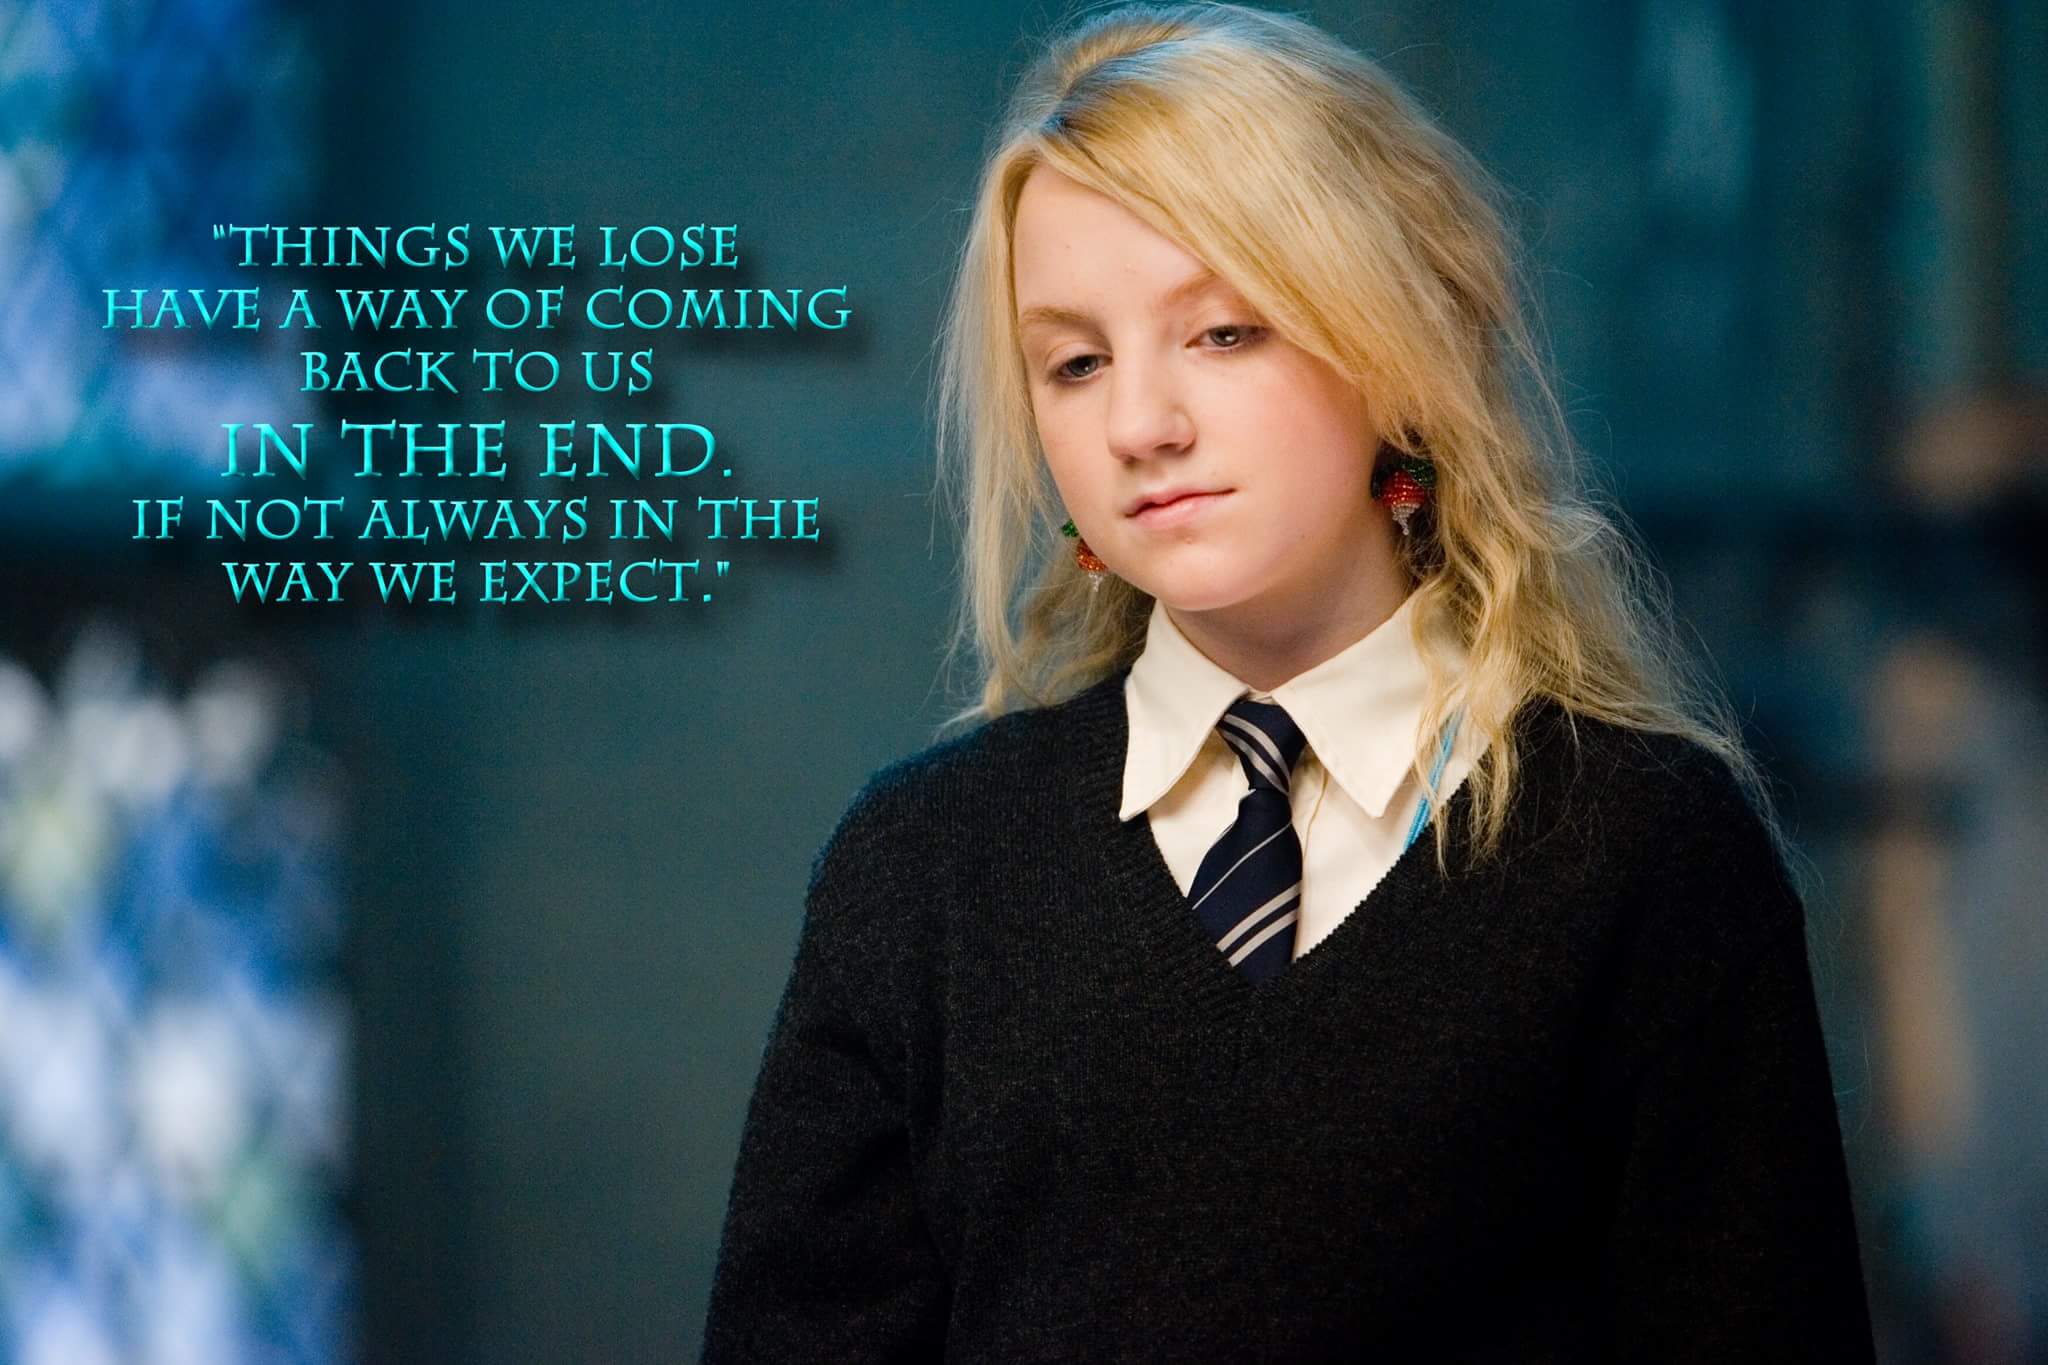 "THINGS WE LOSE
HAVE A WAY OF COMING
BACK TO US
IN THE END.
IF NOT ALWAYS IN THE
WAY WE EXPECT."